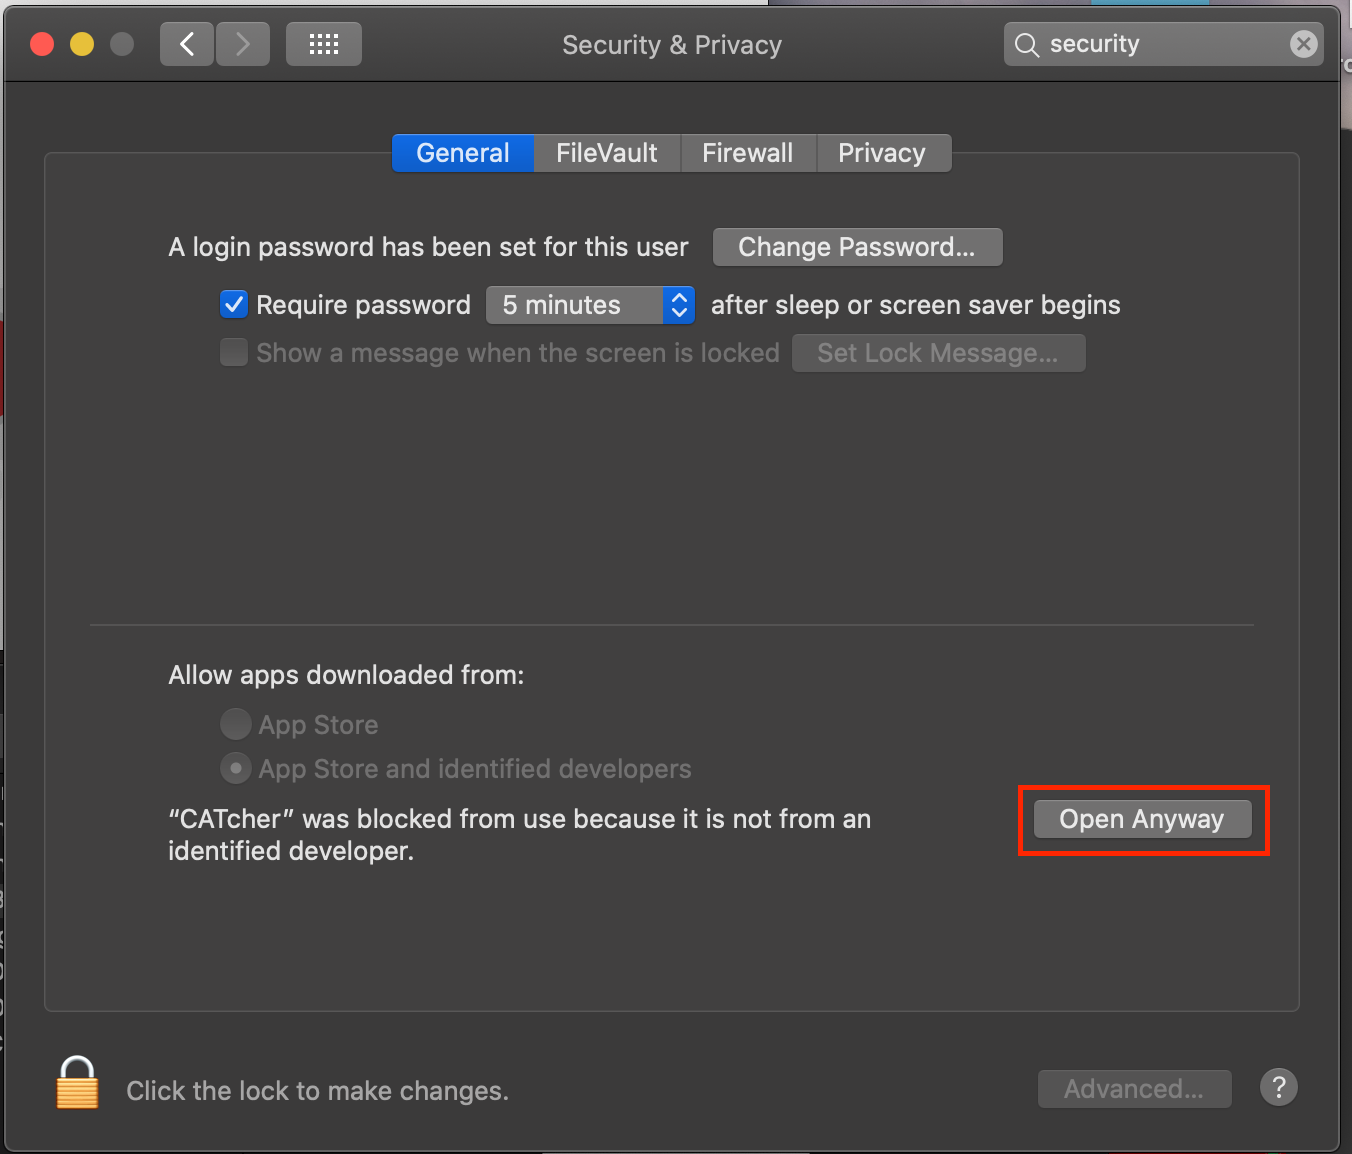 Security & Privacy
security
General
FileVault
Firewall
Privacy
A login password has been set for this user
Change Password...
Require password
5 minutes
after sleep or screen saver begins
Show a message when the screen is locked
Set Lock Message...
Allow apps downloaded from:
App Store
App Store and identified developers
“CATcher” was blocked from use because it is not from an
identified developer.
Open Anyway
Click the lock to make changes.
Advanced...
?